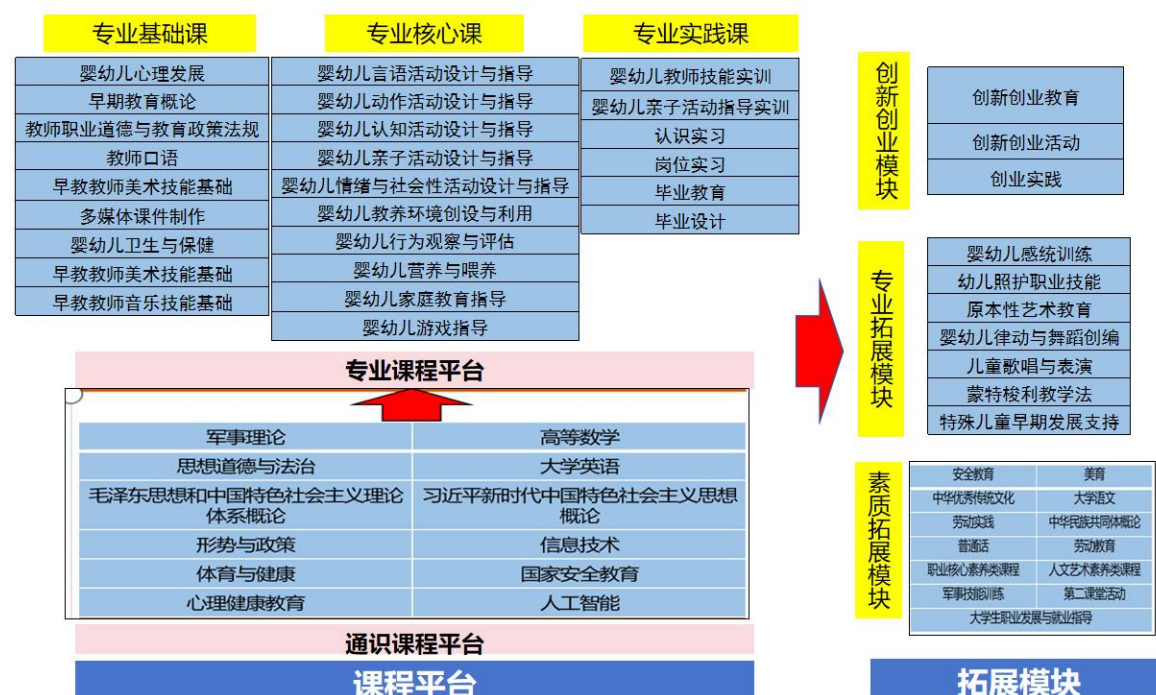 专业基础课
婴幼儿心理发展
早期教育概论
教师职业道德与教育政策法规
教师口语
早教教师美术技能基础
多媒体课件制作
婴幼儿卫生与保健
早教教师美术技能基础
早教教师音乐技能基础
专业核心课
婴幼儿言语活动设计与指导
婴幼儿动作活动设计与指导
婴幼儿认知活动设计与指导
婴幼儿亲子活动设计与指导
婴幼儿情绪与社会性活动设计与指导
婴幼儿教养环境创设与利用
婴幼儿行为观察与评估
婴幼儿营养与喂养
婴幼儿家庭教育指导
婴幼儿游戏指导
专业实践课
婴幼儿教师技能实训
婴幼儿亲子活动指导实训
认识实习
岗位实习
毕业教育
毕业设计
专业课程平台
军事理论
高等数学
思想道德与法治
大学英语
毛泽东思想和中国特色社会主义理论
体系概论
习近平新时代中国特色社会主义思想
概论
形势与政策
信息技术
体育与健康
国家安全教育
心理健康教育
人工智能
通识课程平台
课程平台
创新创业模块
创新创业教育
创新创业活动
创业实践
专业拓展模块
婴幼儿感统训练
幼儿照护职业技能
原本性艺术教育
婴幼儿律动与舞蹈创编
儿童歌唱与表演
蒙特梭利教学法
特殊儿童早期发展支持
素质拓展模块
安全教育
美育
中华优秀传统文化
大学语文
劳动实践
中华民族共同体概论
普通话
劳动教育
职业核心素养类课程
人文艺术素养类课程
军事技能训练
第二课堂活动
大学生职业发展与就业指导
拓展模块